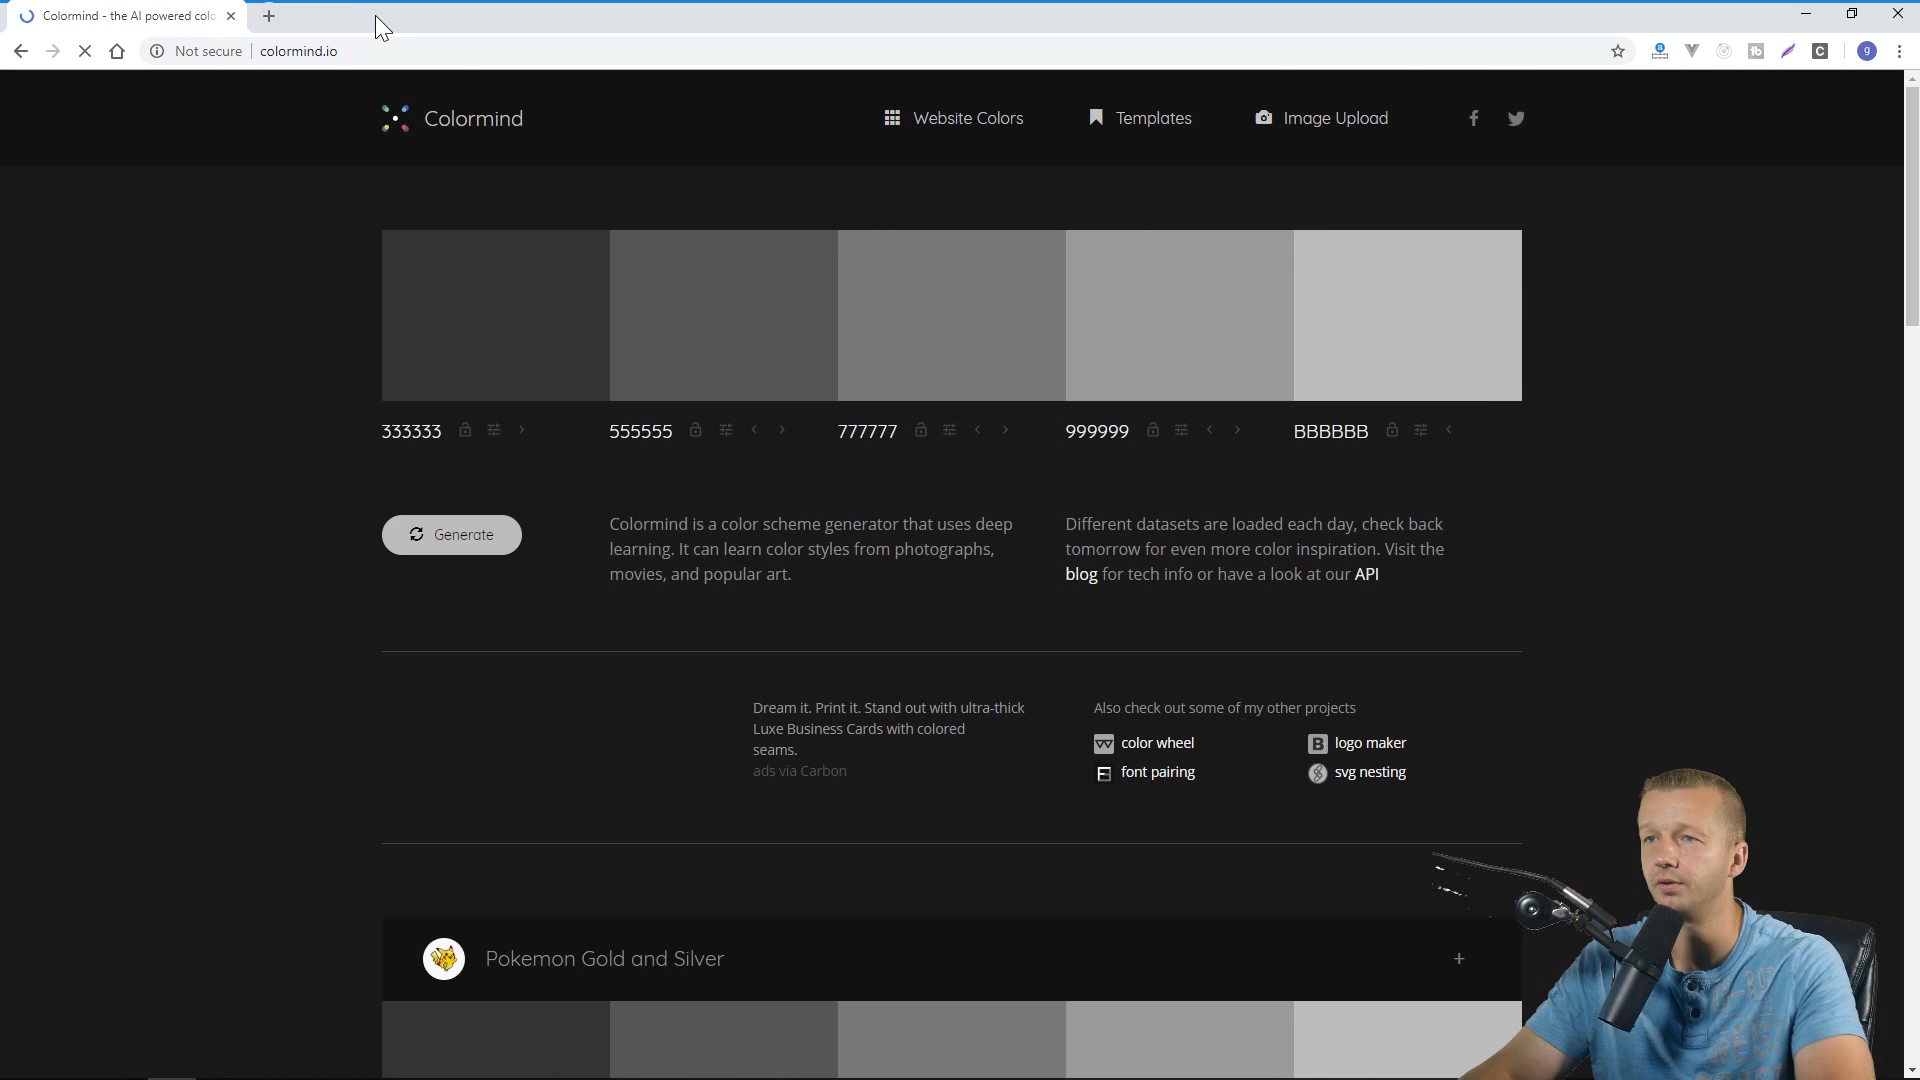 Colormind - the AI powered colo
Not secure
colormind.io
g
Colormind
Website Colors
Templates
Image Upload
333333
555555
777777
999999
BBBBBB
Generate
Colormind is a color scheme generator that uses deep
learning. It can learn color styles from photographs,
movies, and popular art.
Different datasets are loaded each day, check back
tomorrow for even more color inspiration. Visit the
blog for tech info or have a look at our API
Dream it. Print it. Stand out with ultra-thick
Luxe Business Cards with colored
seams.
ads via Carbon
Also check out some of my other projects
color wheel
logo maker
font pairing
svg nesting
Pokemon Gold and Silver